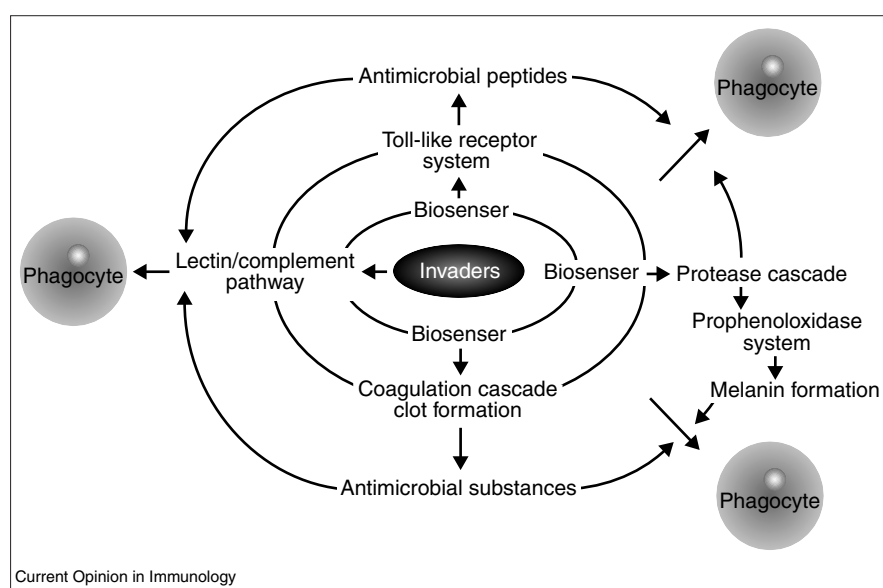 Phagocyte
Antimicrobial peptides
Toll-like receptor
system
Biosenser
Phagocyte
Lectin/complement
pathway
Invaders
Biosenser
Protease cascade
Prophenoloxidase
system
Biosenser
Coagulation cascade
clot formation
Melanin formation
Antimicrobial substances
Phagocyte
Current Opinion in Immunology